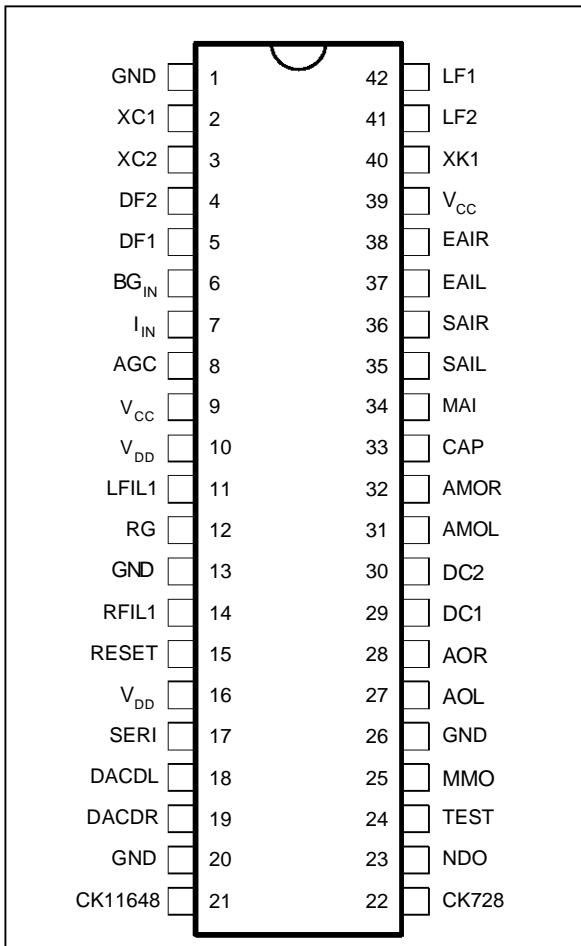 GND 1 42 LF1
XC1 2 41 LF2
XC2 3 40 XK1
DF2 4 39 VCC
DF1 5 38 EAIR
BGIN 6 37 EAIL
IIN 7 36 SAIR
AGC 8 35 SAIL
VCC 9 34 MAI
VDD 10 33 CAP
LFIL1 11 32 AMOR
RG 12 31 AMOL
GND 13 30 DC2
RFIL1 14 29 DC1
RESET 15 28 AOR
VDD 16 27 AOL
SERI 17 26 GND
DACDL 18 25 MMO
DACDR 19 24 TEST
GND 20 23 NDO
CK11648 21 22 CK728